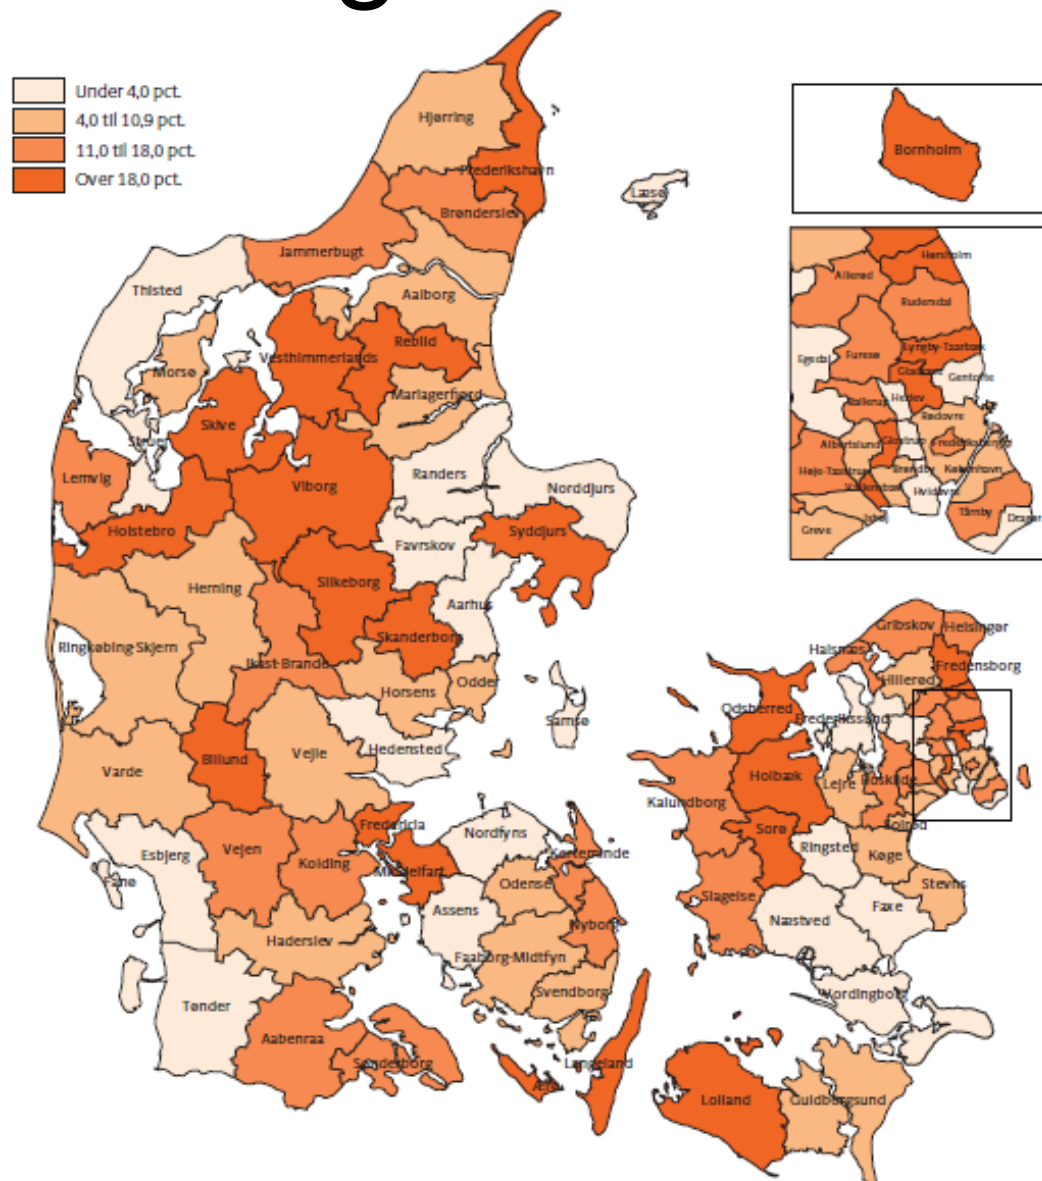 Under 4,0 pct.
4,0 til 10,9 pct.
11,0 til 18,0 pct.
Over 18,0 pct.
Hjørring
Frederikshavn
Læsø
Brønderslev
Jammerbugt
Thisted
Aalborg
Rebild
Vesthimmerlands
Morsø
Mariagerfjord
Struer
Skive
Lemvig
Viborg
Randers
Norddjurs
Holstebro
Syddjurs
Favrskov
Silkeborg
Herning
Aarhus
Skanderborg
Ringkøbing-Skjern
Ikast-Brande
Horsens
Odder
Samsø
Hedensted
Billund
Vejle
Varde
Fredericia
Esbjerg
Vejen
Kolding
Middelfart
Nordfyns
Kerteminde
Fanø
Odense
Assens
Nyborg
Haderslev
Faaborg-Midtfyn
Svendborg
Tønder
Aabenraa
Sønderborg
Langeland
Ærø
Bornholm
Hørsholm
Allerød
Rudersdal
Egedal
Furesø
Lyngby-Taarbæk
Gladsaxe
Gentofte
Ballerup
Herlev
Rødovre
Albertslund
Glostrup
Frederiksberg
Høje-Taastrup
Brøndby
København
Vallensbæk
Hvidovre
Ishøj
Tårnby
Dragør
Greve
Gribskov
Helsingør
Halsnæs
Fredensborg
Hillerød
Odsherred
Frederikssund
Holbæk
Lejre
Roskilde
Kalundborg
Sorø
Solrød
Ringsted
Køge
Slagelse
Stevns
Næstved
Faxe
Vordingborg
Lolland
Guldborgsund